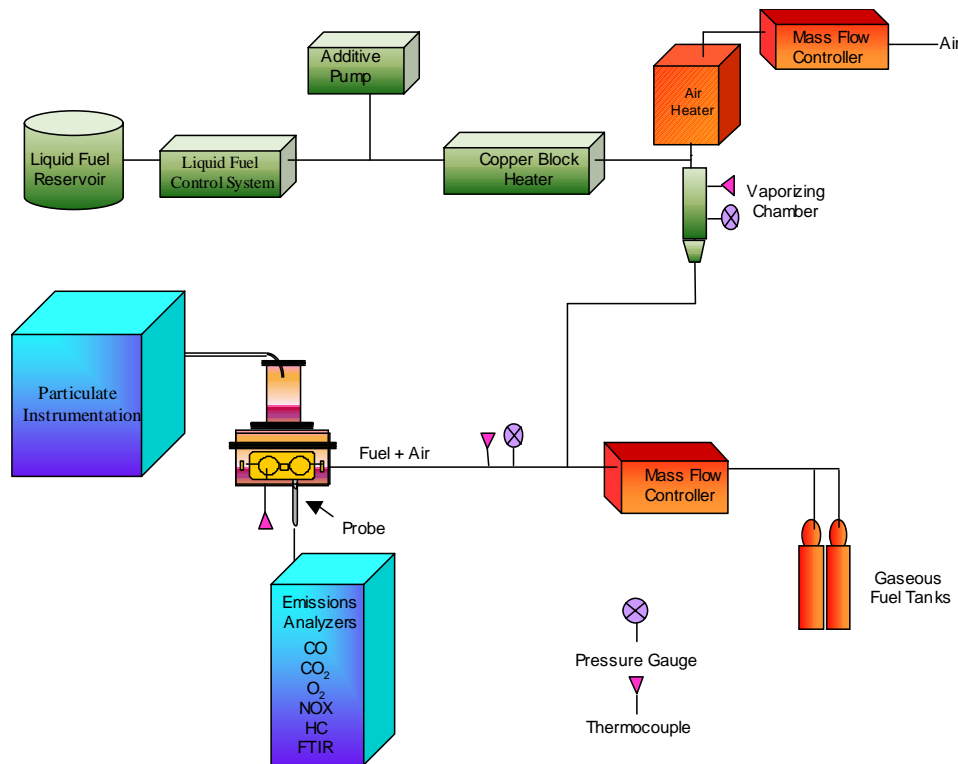 Additive
Pump
Mass Flow
Controller
Air
Air
Heater
Liquid Fuel
Reservoir
Liquid Fuel
Control System
Copper Block
Heater
Vaporizing
Chamber
Particulate
Instrumentation
Fuel + Air
Mass Flow
Controller
Probe
Gaseous
Fuel Tanks
Emissions
Analyzers
CO
CO₂
O₂
NOX
HC
FTIR
Pressure Gauge
Thermocouple